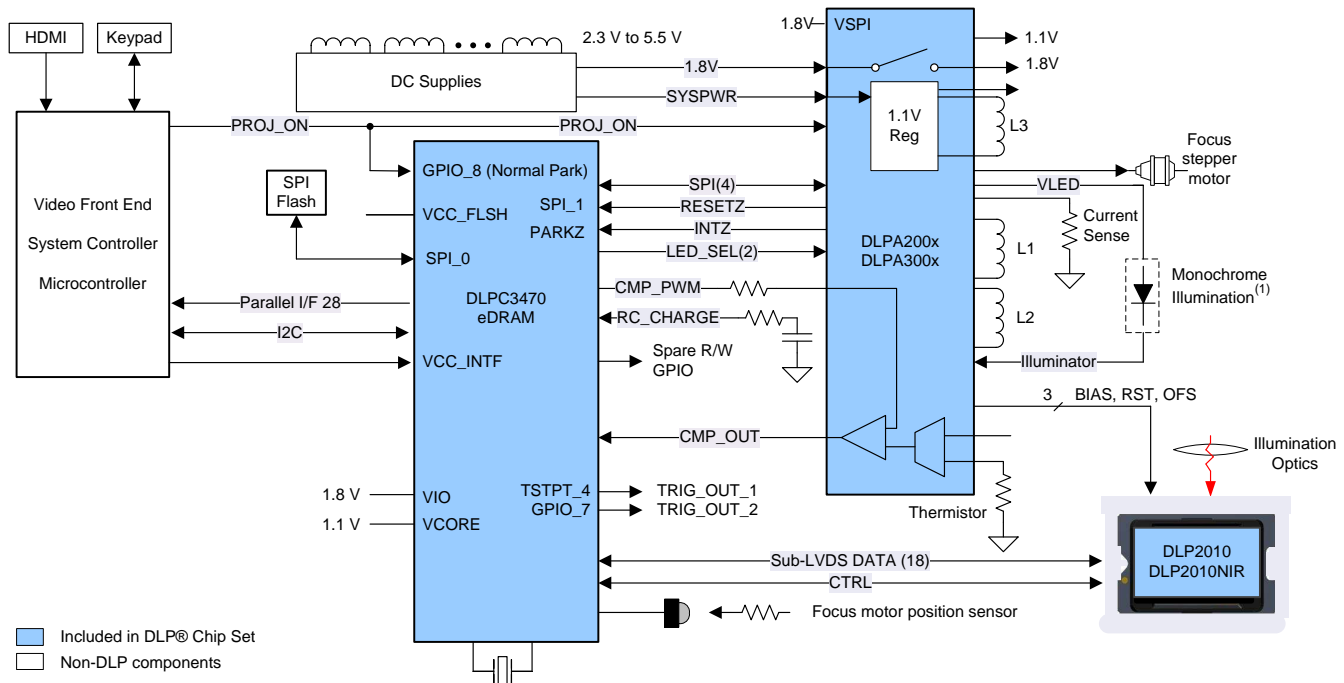 HDMI
Keypad
2.3 V to 5.5 V
DC Supplies
1.8V
SYSPWR
1.8V
VSPI
1.1V
1.8V
1.1V
Reg
L3
PROJ_ON
PROJ_ON
Focus
stepper
motor
Video Front End
System Controller
Microcontroller
SPI
Flash
GPIO_8 (Normal Park)
VCC_FLSH
SPI_1
PARKZ
SPI_0
SPI(4)
RESETZ
INTZ
LED_SEL(2)
DLPA200x
DLPA300x
VLED
Current
Sense
L1
L2
Monochrome
Illumination(1)
Illuminator
Parallel I/F 28
I2C
DLPC3470
eDRAM
VCC_INTF
CMP_PWM
RC_CHARGE
Spare R/W
GPIO
3
BIAS, RST, OFS
CMP_OUT
Illumination
Optics
1.8 V
VIO
1.1 V
VCORE
TSTPT_4
GPIO_7
TRIG_OUT_1
TRIG_OUT_2
Thermistor
Sub-LVDS DATA (18)
CTRL
DLP2010
DLP2010NIR
Focus motor position sensor
Included in DLP® Chip Set
Non-DLP components